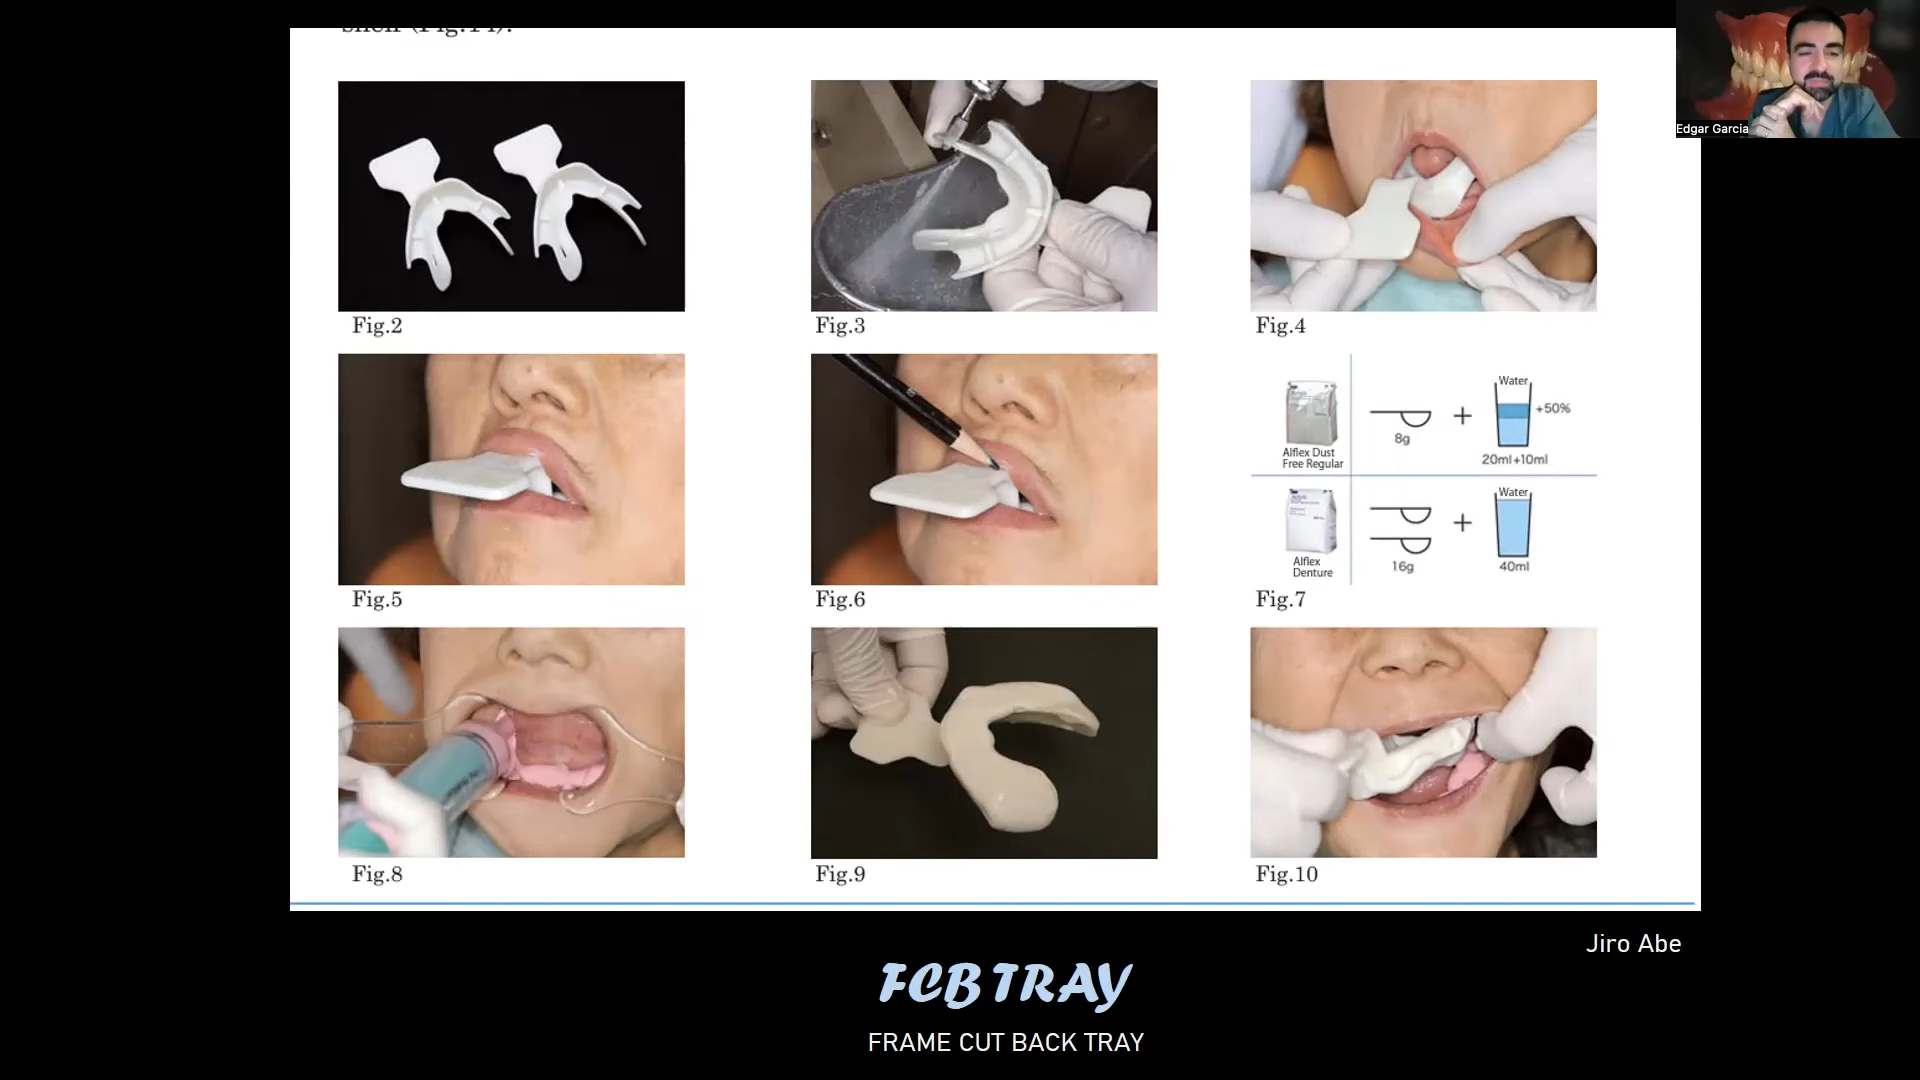 Edgar Garcia
Fig.2
Fig.3
Fig.4
Fig.5
Fig.6
Alflex Dust
Free Regular
8g
+
Water
+50%
20ml+10ml
Alflex
Denture
16g
+
Water
40ml
Fig.7
Fig.8
Fig.9
Fig.10
Jiro Abe
FCB TRAY
FRAME CUT BACK TRAY